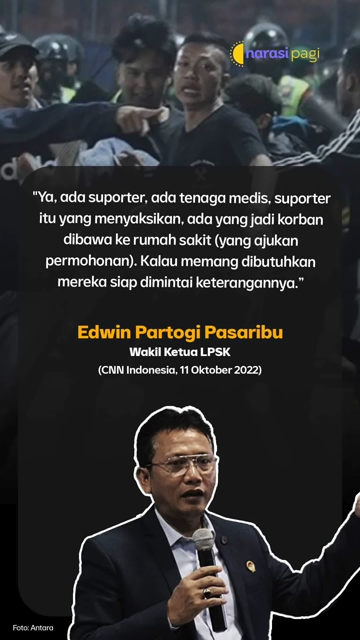 narasi pagi
"Ya, ada suporter, ada tenaga medis, suporter
itu yang menyaksikan, ada yang jadi korban
dibawa ke rumah sakit (yang ajukan
permohonan). Kalau memang dibutuhkan
mereka siap dimintai keterangannya.”
Edwin Partogi Pasaribu
Wakil Ketua LPSK
(CNN Indonesia, 11 Oktober 2022)
Foto: Antara